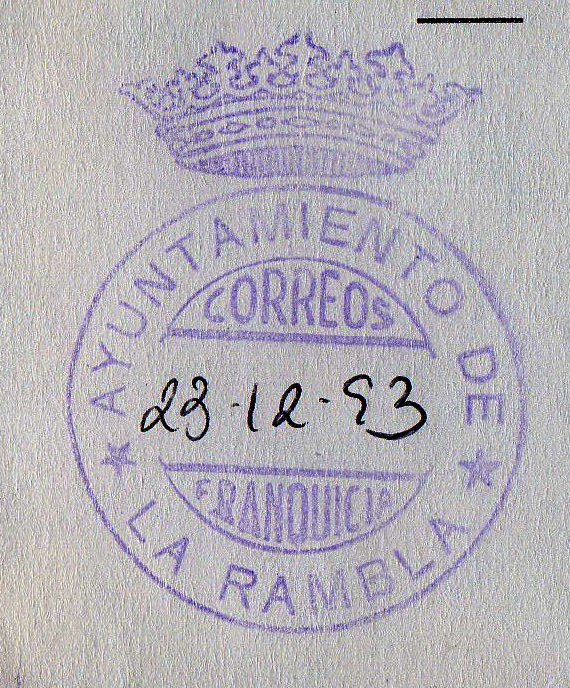 AYUNTAMIENTO DE
CORREOS
23-12-93
FRANQUICIA
LA RAMBLA